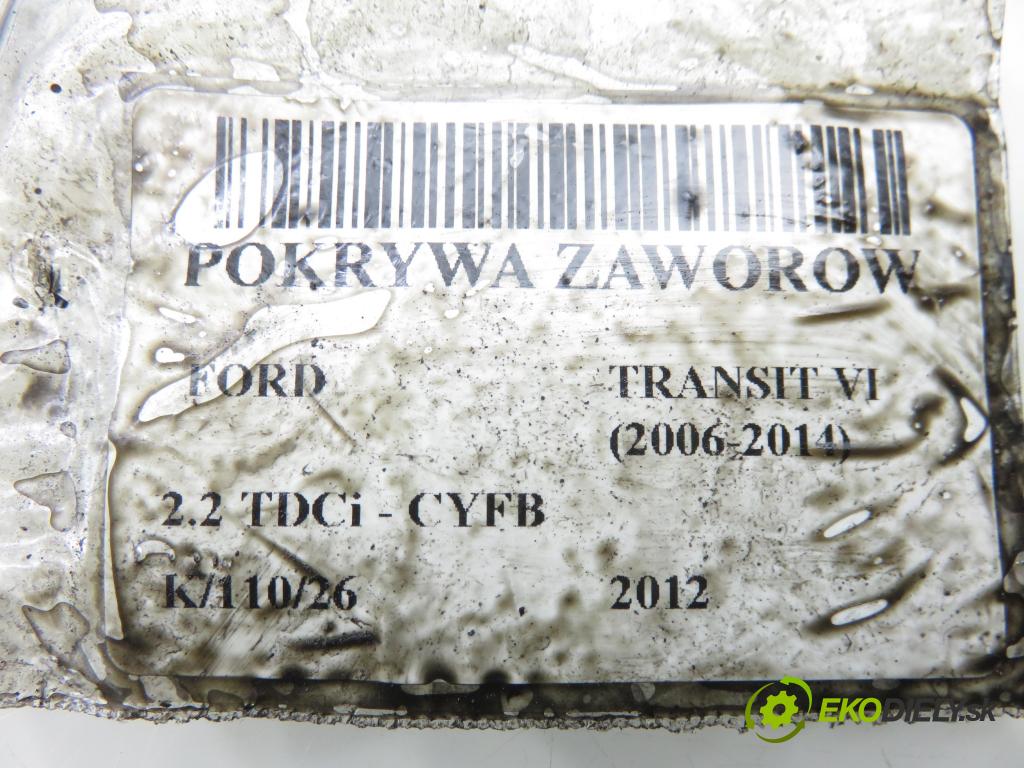 POKRYWA ZAWOROW
FORD TRANSIT VI
(2006-2014)
2.2 TDCi - CYFB
K/110/26 2012
EKODIELY.SK